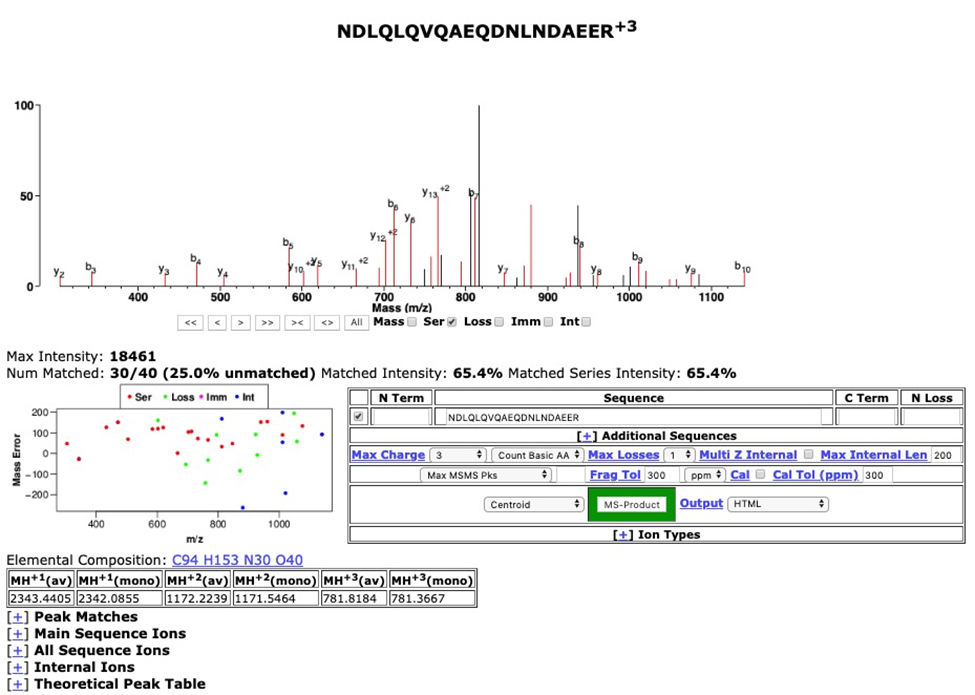 NDLQLQVQAEQDNLNDAEER+3
100
50
0
y2 b3 y3 b4 y4 b5 y10+2 y5 y11+2 y12+2 b6 y6 y13+2 b7 y7 b8 y8 b9 y9 b10
400 500 600 700 800 900 1000 1100
Mass (m/z)
<< < > >> >< <> All Mass Ser Loss Imm Int
Max Intensity: 18461
Num Matched: 30/40 (25.0% unmatched) Matched Intensity: 65.4% Matched Series Intensity: 65.4%
Ser Loss Imm Int
200
100
0
−100
−200
Mass Error
400 600 800 1000
m/z
N Term Sequence C Term N Loss
NDLQLQVQAEQDNLNDAEER
[+] Additional Sequences
Max Charge 3 Count Basic AA Max Losses 1 Multi Z Internal Max Internal Len 200
Max MSMS Pks Frag Tol 300 ppm Cal Cal Tol (ppm) 300
Centroid MS-Product Output HTML
[+] Ion Types
Elemental Composition: C94 H153 N30 O40
MH+1(av) MH+1(mono) MH+2(av) MH+2(mono) MH+3(av) MH+3(mono)
2343.4405 2342.0855 1172.2239 1171.5464 781.8184 781.3667
[+] Peak Matches
[+] Main Sequence Ions
[+] All Sequence Ions
[+] Internal Ions
[+] Theoretical Peak Table